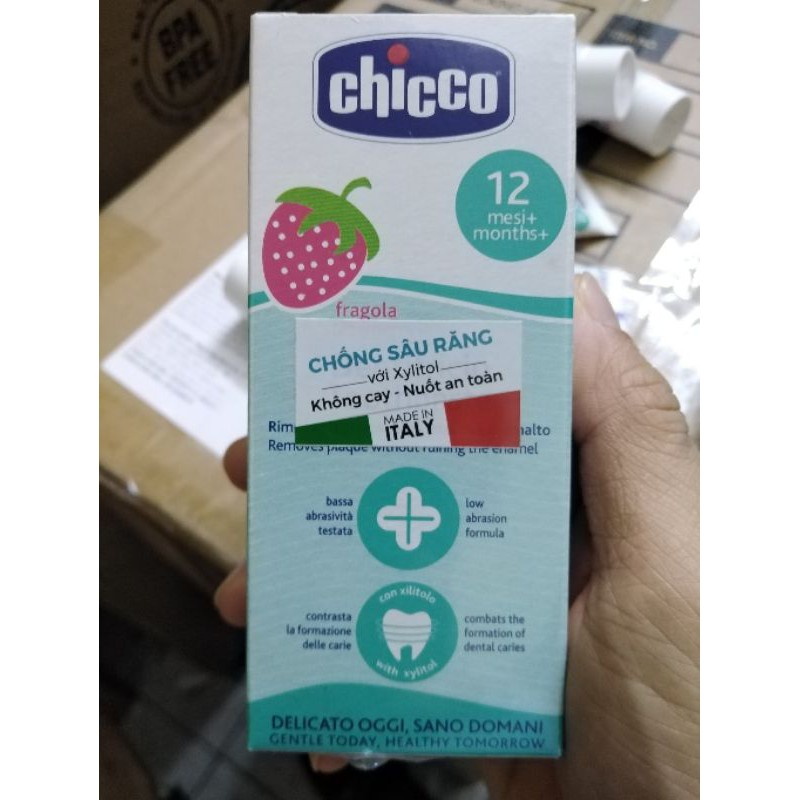 BPA
FREE
chicco
12
mesi+
months+
fragola
CHỐNG SÂU RĂNG
với Xylitol
Không cay - Nuốt an toàn
MADE IN
ITALY
Rim
malto
Removes plaque without ruining the enamel
bassa
abrasività
testata
low
abrasion
formula
con xilitolo
contrasta
la formazione
delle carie
combats the
formation of
dental caries
with xylitol
DELICATO OGGI, SANO DOMANI
GENTLE TODAY, HEALTHY TOMORROW